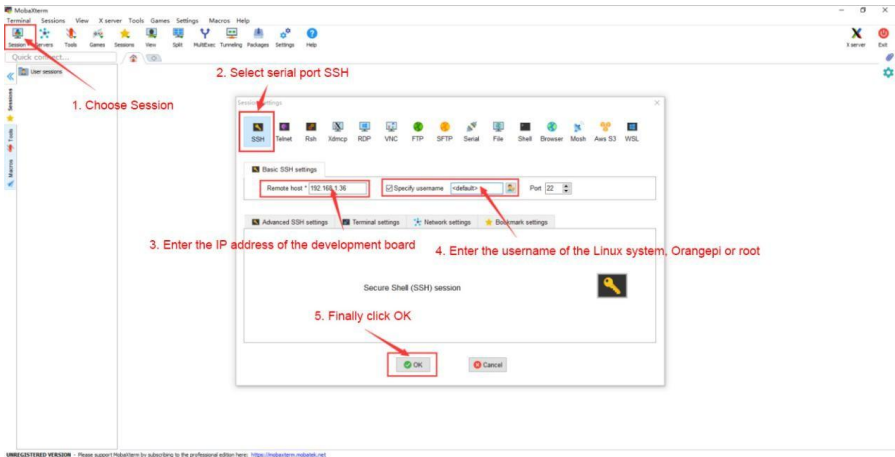 MobaXterm
Terminal Sessions View X server Tools Games Settings Macros Help
Session Servers Tools Games Sessions View Split MultiExec Tunneling Packages Settings Help X server Exit
Quick connect...
User sessions
Sessions
Tools
Macros
1. Choose Session
2. Select serial port SSH
Session settings
SSH Telnet Rsh Xdmcp RDP VNC FTP SFTP Serial File Shell Browser Mosh Aws S3 WSL
Basic SSH settings
Remote host * 192.168.1.36 Specify username <default> Port 22
Advanced SSH settings Terminal settings Network settings Bookmark settings
3. Enter the IP address of the development board
4. Enter the username of the Linux system, Orangepi or root
Secure Shell (SSH) session
5. Finally click OK
OK Cancel
UNREGISTERED VERSION - Please support MobaXterm by subscribing to the professional edition here: https://mobaxterm.mobatek.net